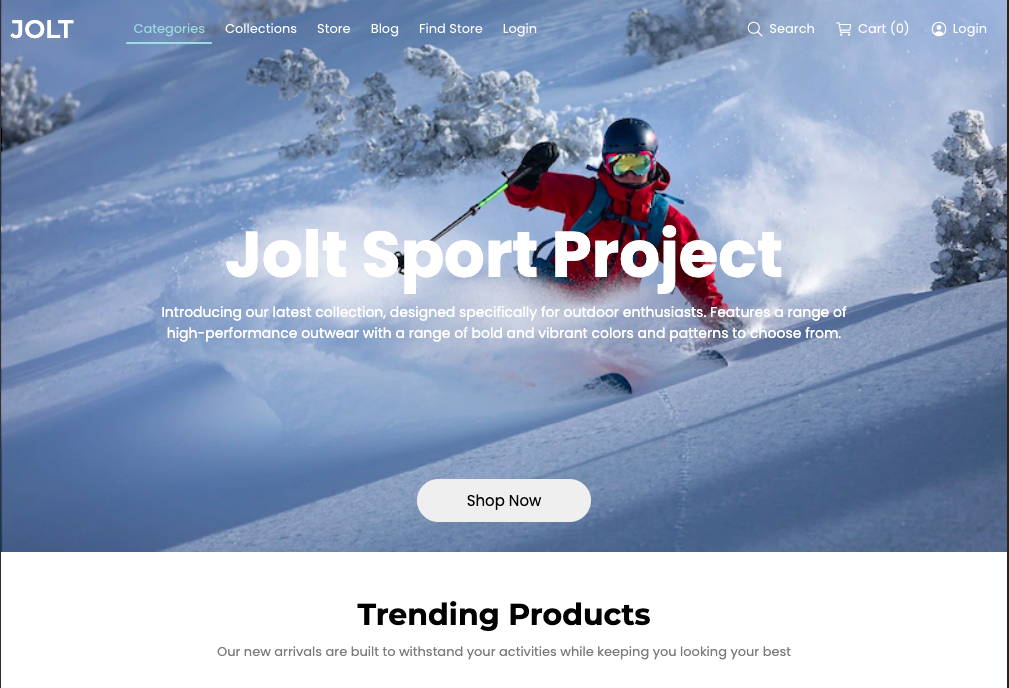 JOLT Categories Collections Store Blog Find Store Login Search Cart (0) Login
Jolt Sport Project
Introducing our latest collection, designed specifically for outdoor enthusiasts. Features a range of
high-performance outwear with a range of bold and vibrant colors and patterns to choose from.
Shop Now
Trending Products
Our new arrivals are built to withstand your activities while keeping you looking your best